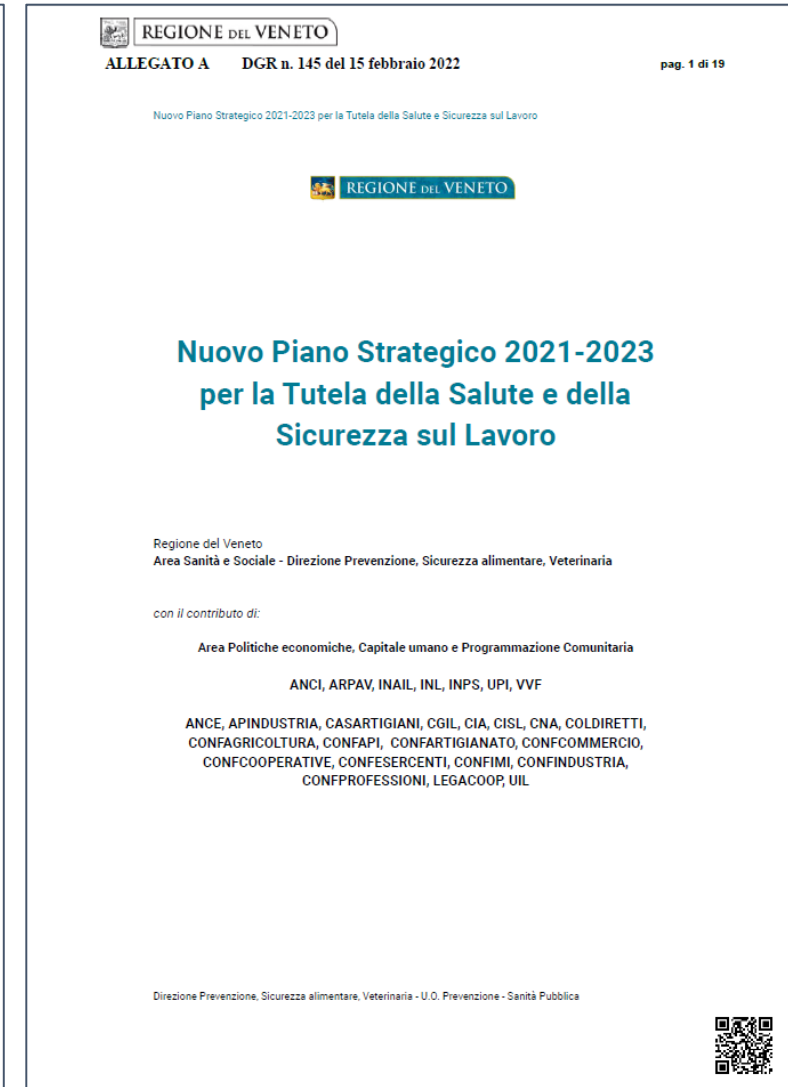 REGIONE DEL VENETO
ALLEGATO A DGR n. 145 del 15 febbraio 2022 pag. 1 di 19
Nuovo Piano Strategico 2021-2023 per la Tutela della Salute e Sicurezza sul Lavoro
REGIONE DEL VENETO
Nuovo Piano Strategico 2021-2023
per la Tutela della Salute e della
Sicurezza sul Lavoro
Regione del Veneto
Area Sanità e Sociale - Direzione Prevenzione, Sicurezza alimentare, Veterinaria
con il contributo di:
Area Politiche economiche, Capitale umano e Programmazione Comunitaria
ANCI, ARPAV, INAIL, INL, INPS, UPI, VVF
ANCE, APINDUSTRIA, CASARTIGIANI, CGIL, CIA, CISL, CNA, COLDIRETTI,
CONFAGRICOLTURA, CONFAPI, CONFARTIGIANATO, CONFCOMMERCIO,
CONFCOOPERATIVE, CONFESERCENTI, CONFIMI, CONFINDUSTRIA,
CONFPROFESSIONI, LEGACOOP, UIL
Direzione Prevenzione, Sicurezza alimentare, Veterinaria - U.O. Prevenzione - Sanità Pubblica